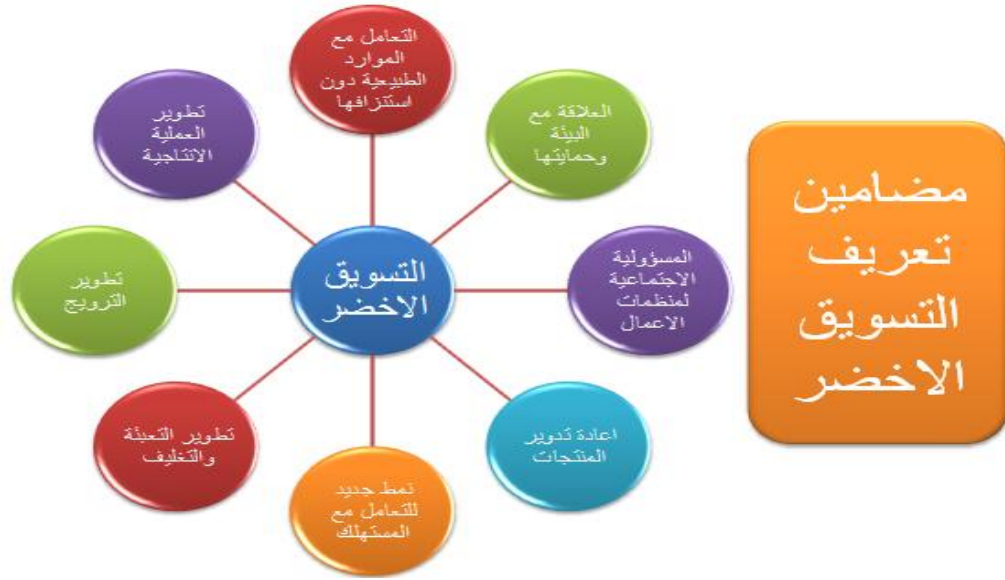 مضامين
تعريف
التسويق
الاخضر
التسويق
الاخضر
التعامل مع
الموارد
الطبيعية دون
استنزافها
العلاقة مع
البيئة
وحمايتها
المسؤولية
الاجتماعية
لمنظمات
الاعمال
اعادة تدوير
المنتجات
نمط جديد
للتعامل مع
المستهلك
تطوير التعبئة
والتغليف
تطوير
الترويج
تطوير
العملية
الانتاجية